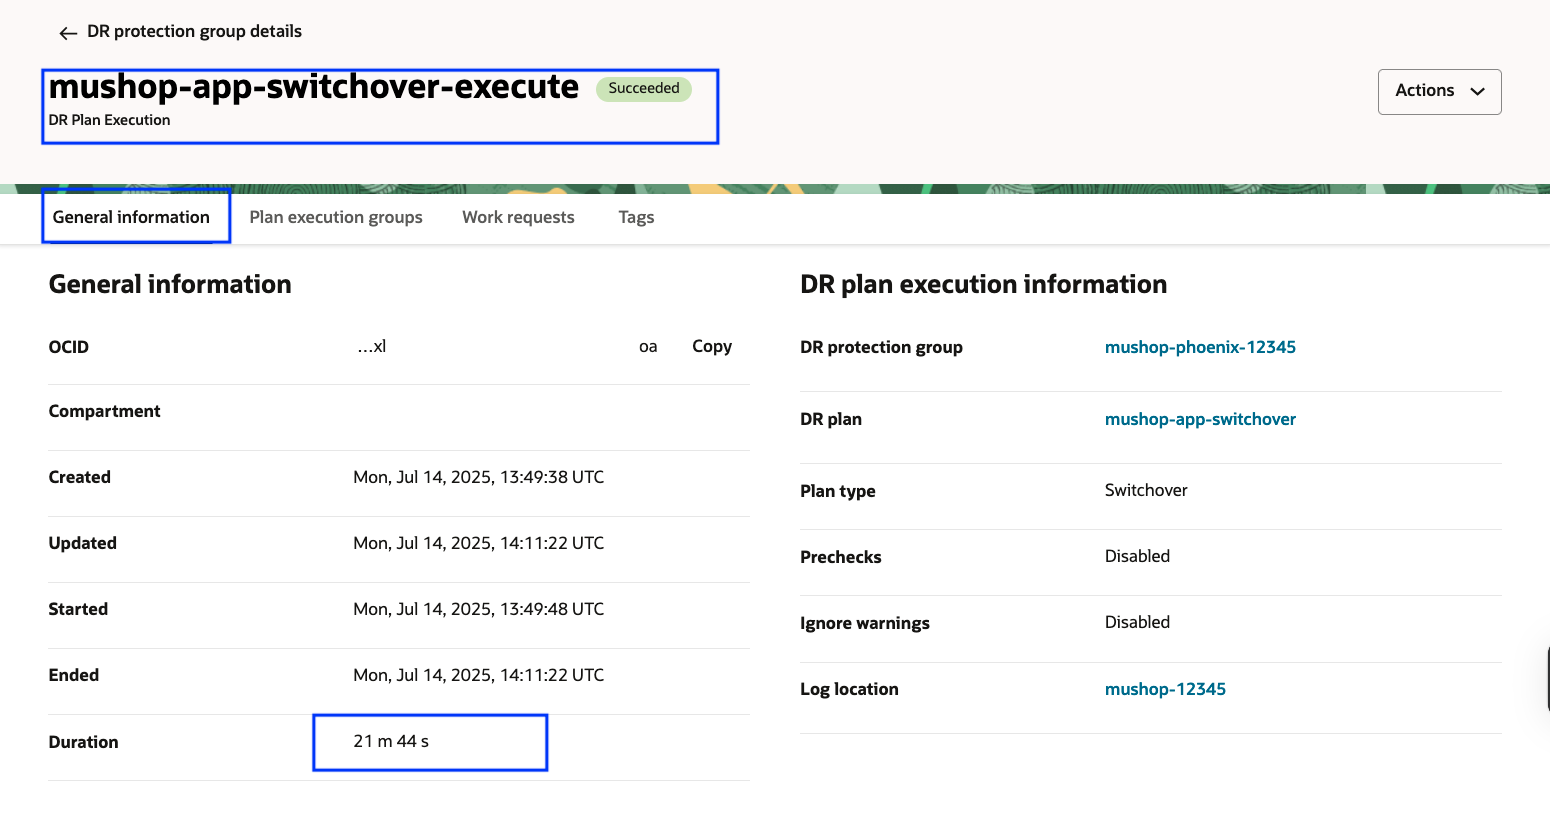 DR protection group details
mushop-app-switchover-execute Succeeded
DR Plan Execution
Actions
General information Plan execution groups Work requests Tags
General information
OCID ...xl oa Copy
Compartment
Created Mon, Jul 14, 2025, 13:49:38 UTC
Updated Mon, Jul 14, 2025, 14:11:22 UTC
Started Mon, Jul 14, 2025, 13:49:48 UTC
Ended Mon, Jul 14, 2025, 14:11:22 UTC
Duration 21 m 44 s
DR plan execution information
DR protection group mushop-phoenix-12345
DR plan mushop-app-switchover
Plan type Switchover
Prechecks Disabled
Ignore warnings Disabled
Log location mushop-12345